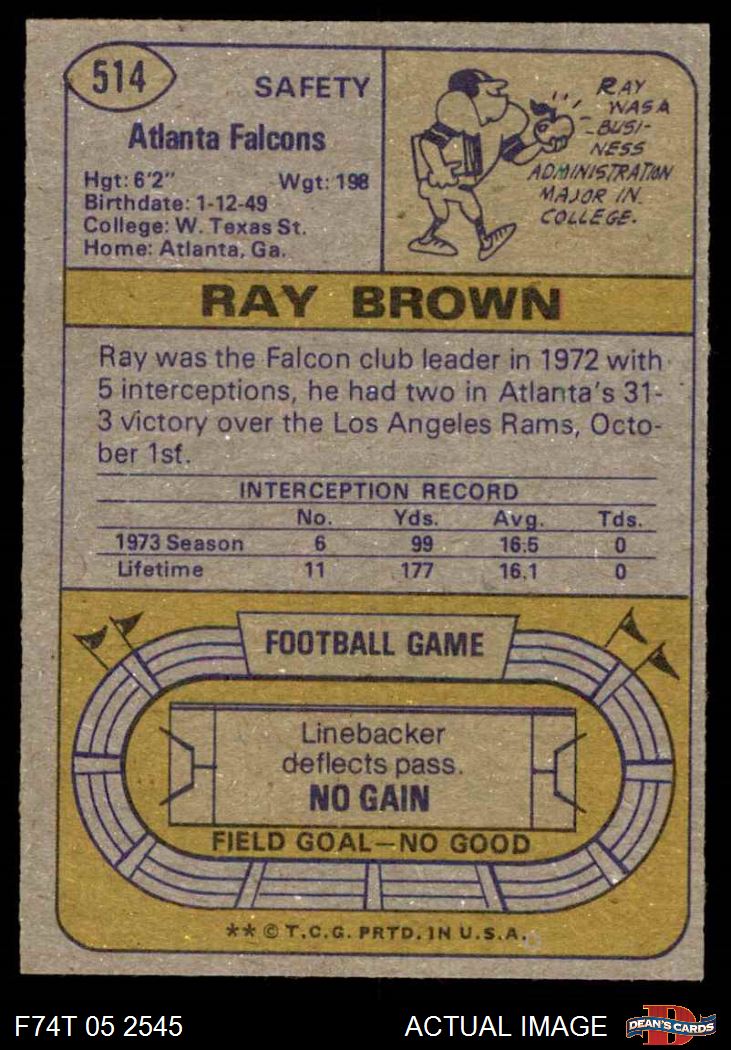 514
SAFETY
Atlanta Falcons
Hgt: 6'2" Wgt: 198
Birthdate: 1-12-49
College: W. Texas St.
Home: Atlanta, Ga.
RAY
WAS A
BUSI-
NESS
ADMINISTRATION
MAJOR IN
COLLEGE.
RAY BROWN
Ray was the Falcon club leader in 1972 with
5 interceptions, he had two in Atlanta's 31-
3 victory over the Los Angeles Rams, Octo-
ber 1st.
INTERCEPTION RECORD
No. Yds. Avg. Tds.
1973 Season 6 99 16.5 0
Lifetime 11 177 16.1 0
FOOTBALL GAME
Linebacker
deflects pass.
NO GAIN
FIELD GOAL—NO GOOD
** © T.C.G. PRTD. IN U.S.A.
F74T 05 2545 ACTUAL IMAGE
D
DEAN'S CARDS